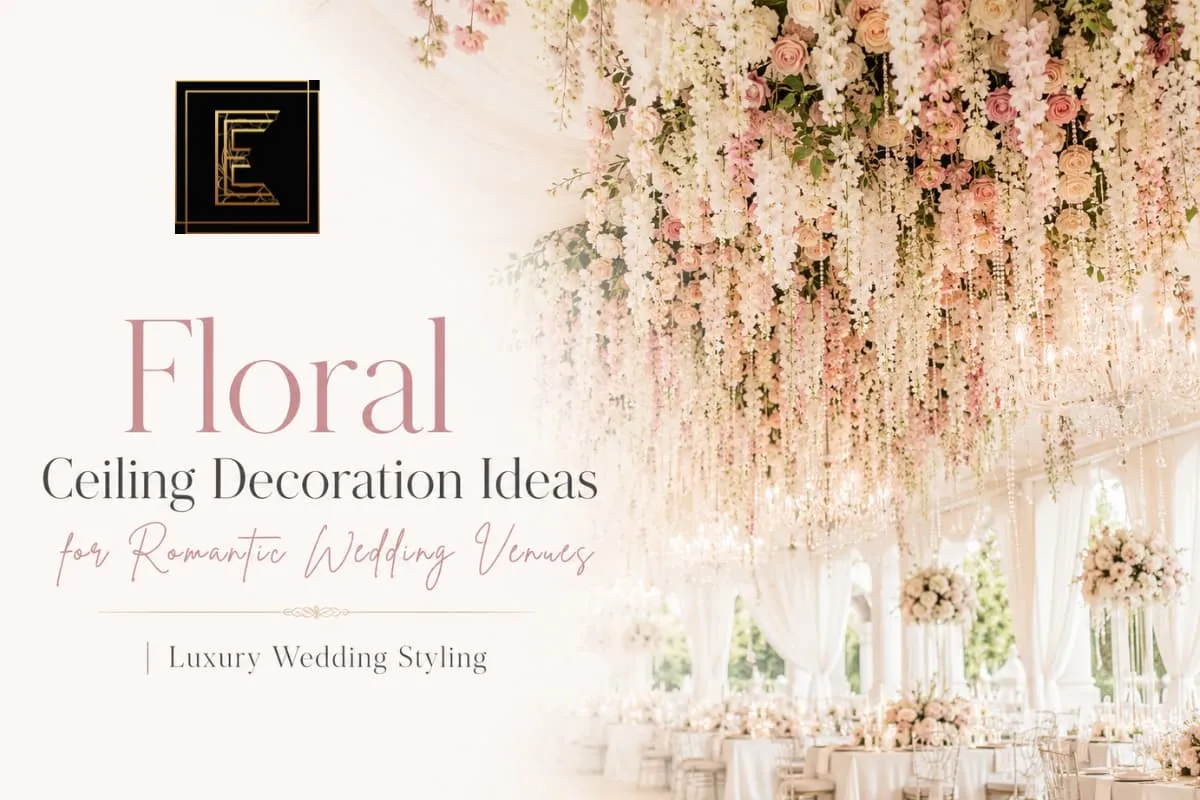 E
Floral
Ceiling Decoration Ideas
for Romantic Wedding Venues
| Luxury Wedding Styling